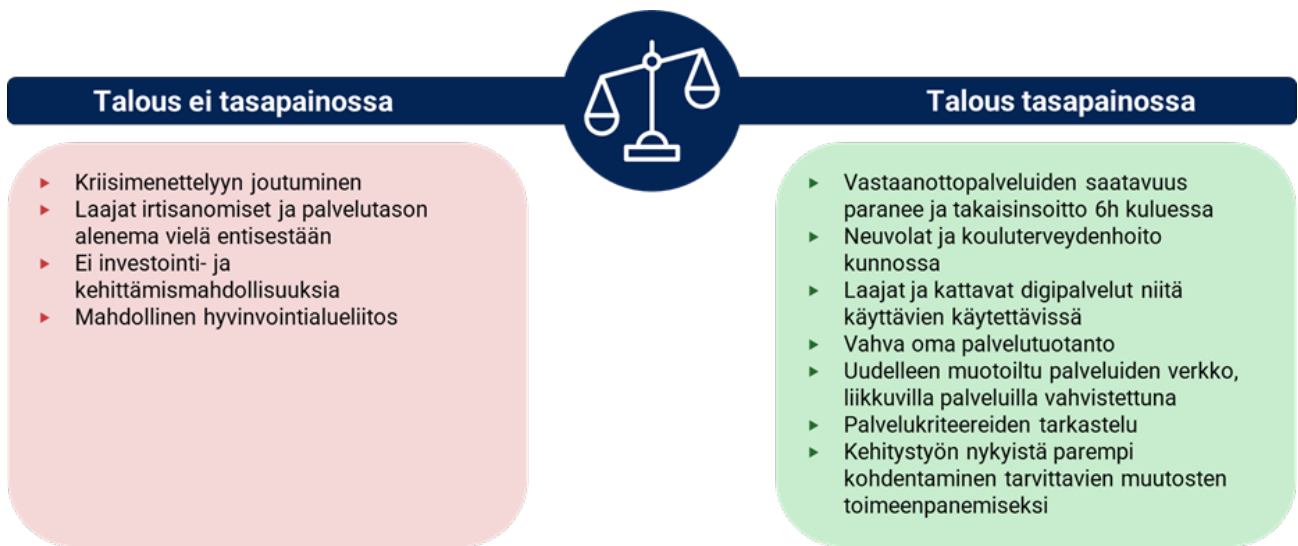 Talous ei tasapainossa
Kriisimenettelyyn joutuminen
Laajat irtisanomiset ja palvelutason
alenema vielä entisestään
Ei investointi- ja
kehittämismahdollisuuksia
Mahdollinen hyvinvointialueliitos
Talous tasapainossa
Vastaanottopalveluiden saatavuus
paranee ja takaisinsoitto 6h kuluessa
Neuvolat ja kouluterveydenhoito
kunnossa
Laajat ja kattavat digipalvelut niitä
käyttävien käytettävissä
Vahva oma palvelutuotanto
Uudelleen muotoiltu palveluiden verkko,
liikkuvilla palveluilla vahvistettuna
Palvelukriteereiden tarkastelu
Kehitystyön nykyistä parempi
kohdentaminen tarvittavien muutosten
toimeenpanemiseksi